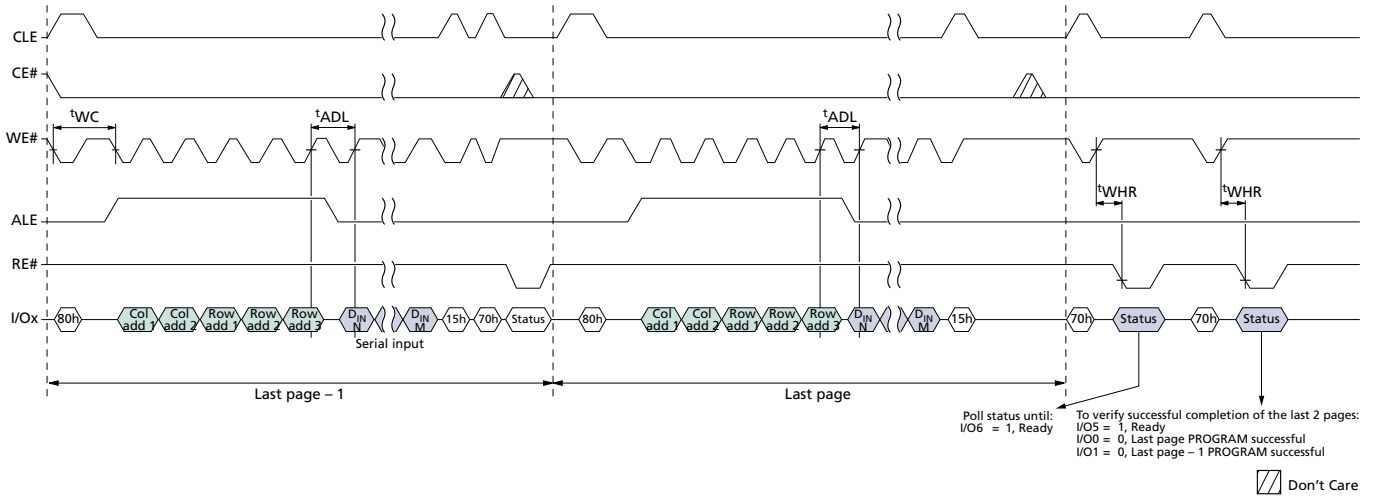 CLE
CE#
tWC
tADL
tADL
WE#
tWHR
tWHR
ALE
RE#
I/Ox
80h
Col add 1
Col add 2
Row add 1
Row add 2
Row add 3
DIN N
DIN M
15h
70h
Status
80h
Col add 1
Col add 2
Row add 1
Row add 2
Row add 3
DIN N
DIN M
15h
70h
Status
70h
Status
Serial input
Last page – 1
Last page
Poll status until:
I/O6 = 1, Ready
To verify successful completion of the last 2 pages:
I/O5 = 1, Ready
I/O0 = 0, Last page PROGRAM successful
I/O1 = 0, Last page – 1 PROGRAM successful
Don't Care